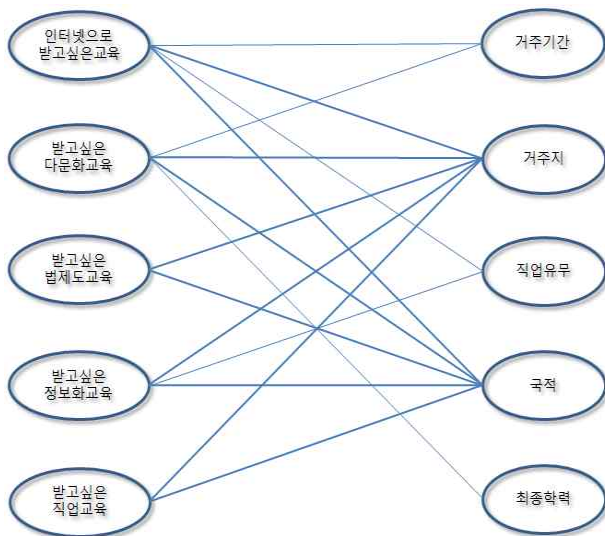 인터넷으로
받고싶은교육
거주기간
받고싶은
다문화교육
거주지
받고싶은
법제도교육
직업유무
받고싶은
정보화교육
국적
받고싶은
직업교육
최종학력